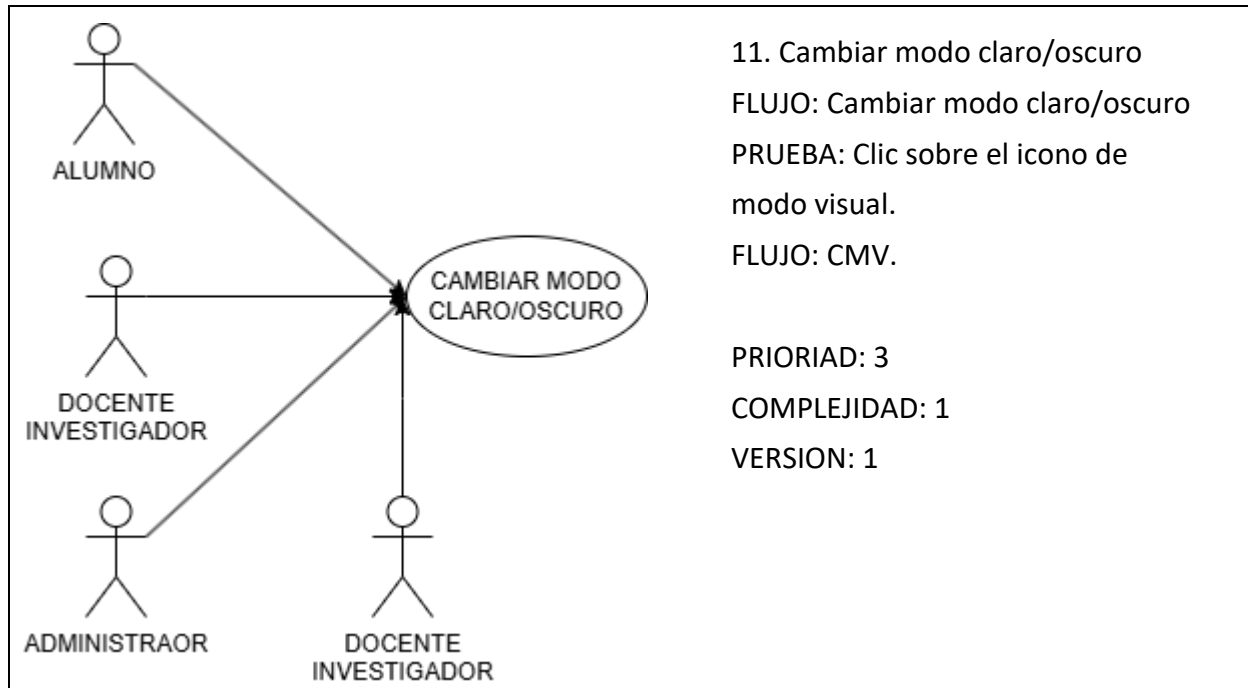 ALUMNO
DOCENTE
INVESTIGADOR
ADMINISTRAOR
DOCENTE
INVESTIGADOR
CAMBIAR MODO
CLARO/OSCURO
11. Cambiar modo claro/oscuro
FLUJO: Cambiar modo claro/oscuro
PRUEBA: Clic sobre el icono de
modo visual.
FLUJO: CMV.
PRIORIAD: 3
COMPLEJIDAD: 1
VERSION: 1